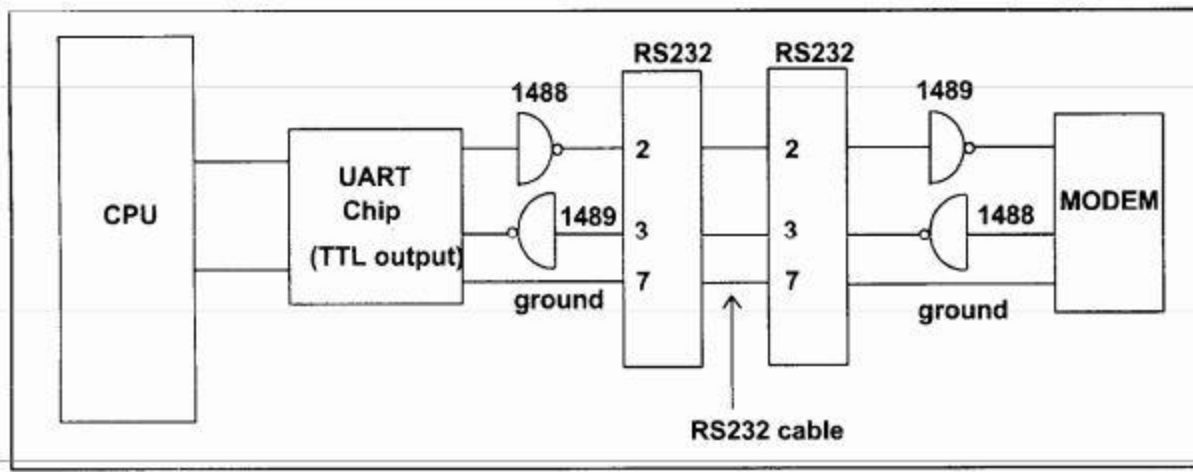 RS232
RS232
1488
1489
CPU
UART
Chip
(TTL output)
2
2
1489
3
3
1488
MODEM
7
7
ground
ground
RS232 cable